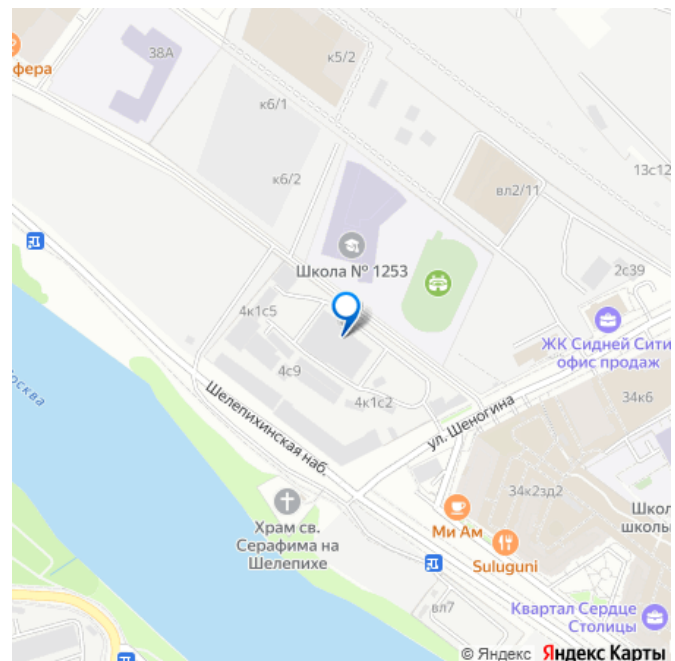 38А
к5/2
фера
к6/1
13с12
к6/2
вл2/11
Школа № 1253
2с39
4к1с5
ЖК Сидней Сити
офис продаж
4с9
Москва
34к6
4к1с2
Шелепихинская наб.
ул. Шеногина
34к2зд2
Школ
школь
Ми Ам
Храм св.
Серафима на
Шелепихе
Suluguni
вл7
Квартал Сердце
Столицы
© Яндекс Яндекс Карты